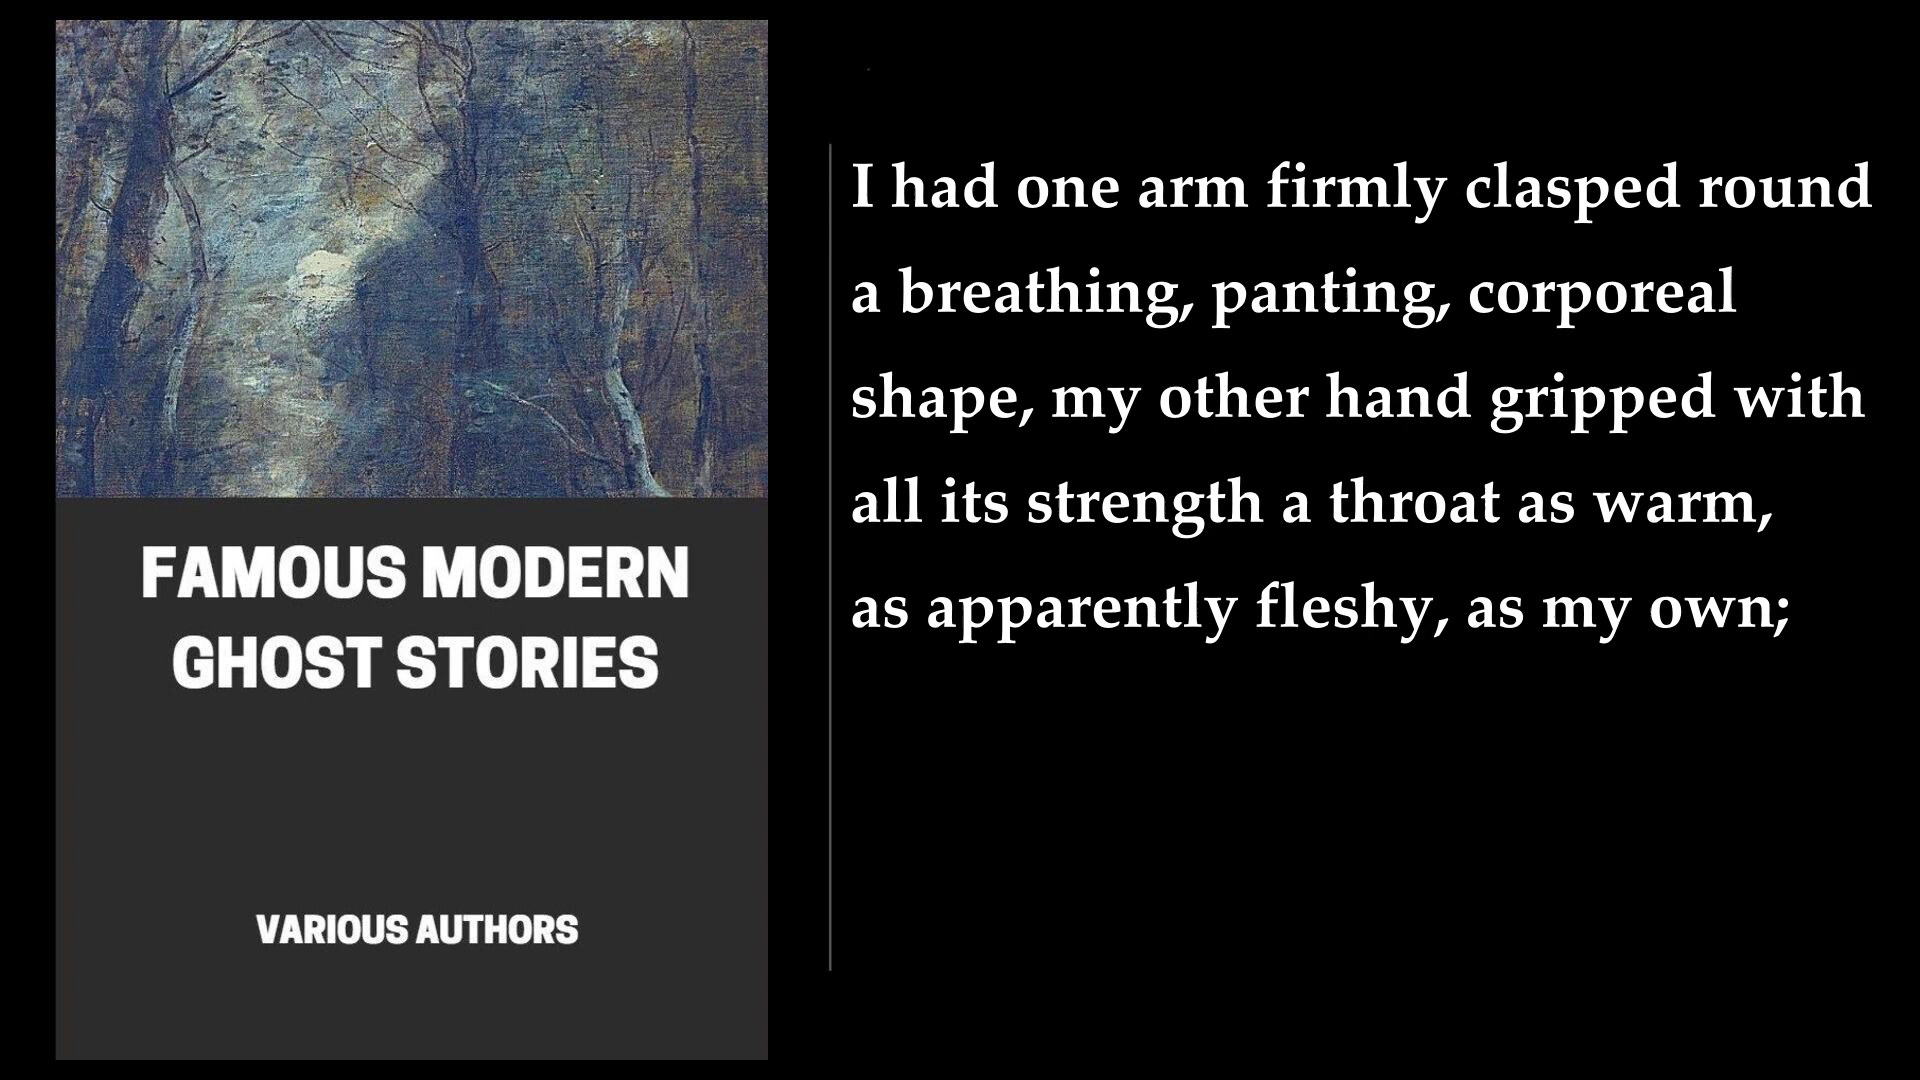 FAMOUS MODERN
GHOST STORIES
VARIOUS AUTHORS
I had one arm firmly clasped round
a breathing, panting, corporeal
shape, my other hand gripped with
all its strength a throat as warm,
as apparently fleshy, as my own;